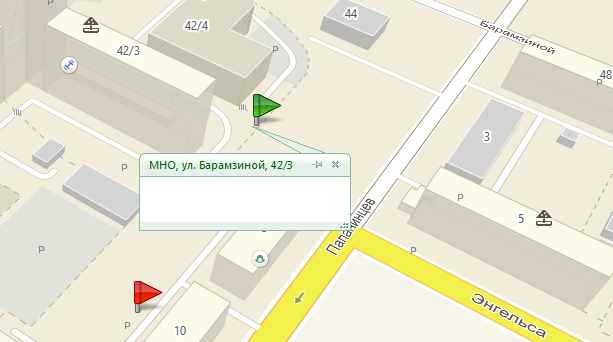 44
Барамзиной
42/4
42/3
48
P
P
P
3
МНО, ул. Барамзиной, 42/3
P
P
5
Папанинцев
P
P
Энгельса
P
10